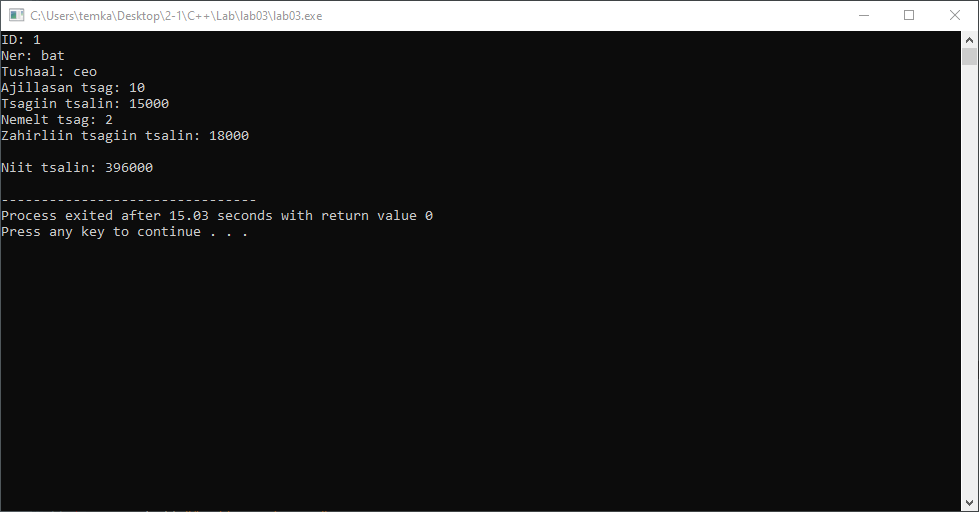 C:\Users\temka\Desktop\2-1\C++\Lab\lab03\lab03.exe
ID: 1
Ner: bat
Tushaal: ceo
Ajillasan tsag: 10
Tsagiin tsalin: 15000
Nemelt tsag: 2
Zahirliin tsagiin tsalin: 18000
Niit tsalin: 396000
--------------------------------
Process exited after 15.03 seconds with return value 0
Press any key to continue . . .